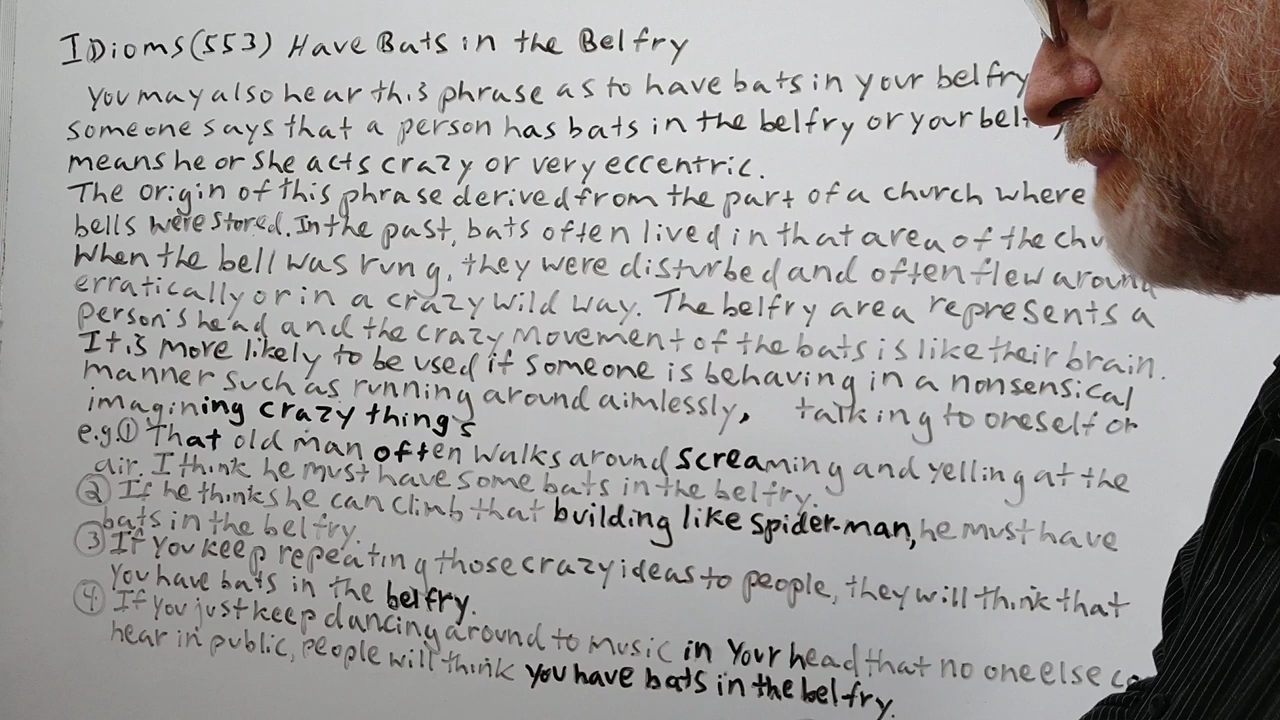 IDioms(553) Have Bats in the Belfry
You may also hear this phrase as to have bats in your belfry
someone says that a person has bats in the belfry or your
means he or she acts crazy or very eccentric.
The origin of this phrase derived from the part of a church where
bells were stored. In the past, bats often lived in that area of the
When the bell was rung, they were disturbed and often flew around
erratically or in a crazy wild way. The belfry area represents a
person's head and the crazy movement of the bats is like their brain.
It is more likely to be used if someone is behaving in a nonsensical
manner such as running around aimlessly, talking to oneself or
imagining crazy things
e.g.① That old man often walks around screaming and yelling at the
air. I think he must have some bats in the belfry.
② If he thinks he can climb that building like spider-man, he must have
bats in the belfry.
③ If you keep repeating those crazy ideas to people, they will think that
you have bats in the belfry.
④ If you just keep dancing around to music in your head that no one else
hear in public, people will think you have bats in the belfry.